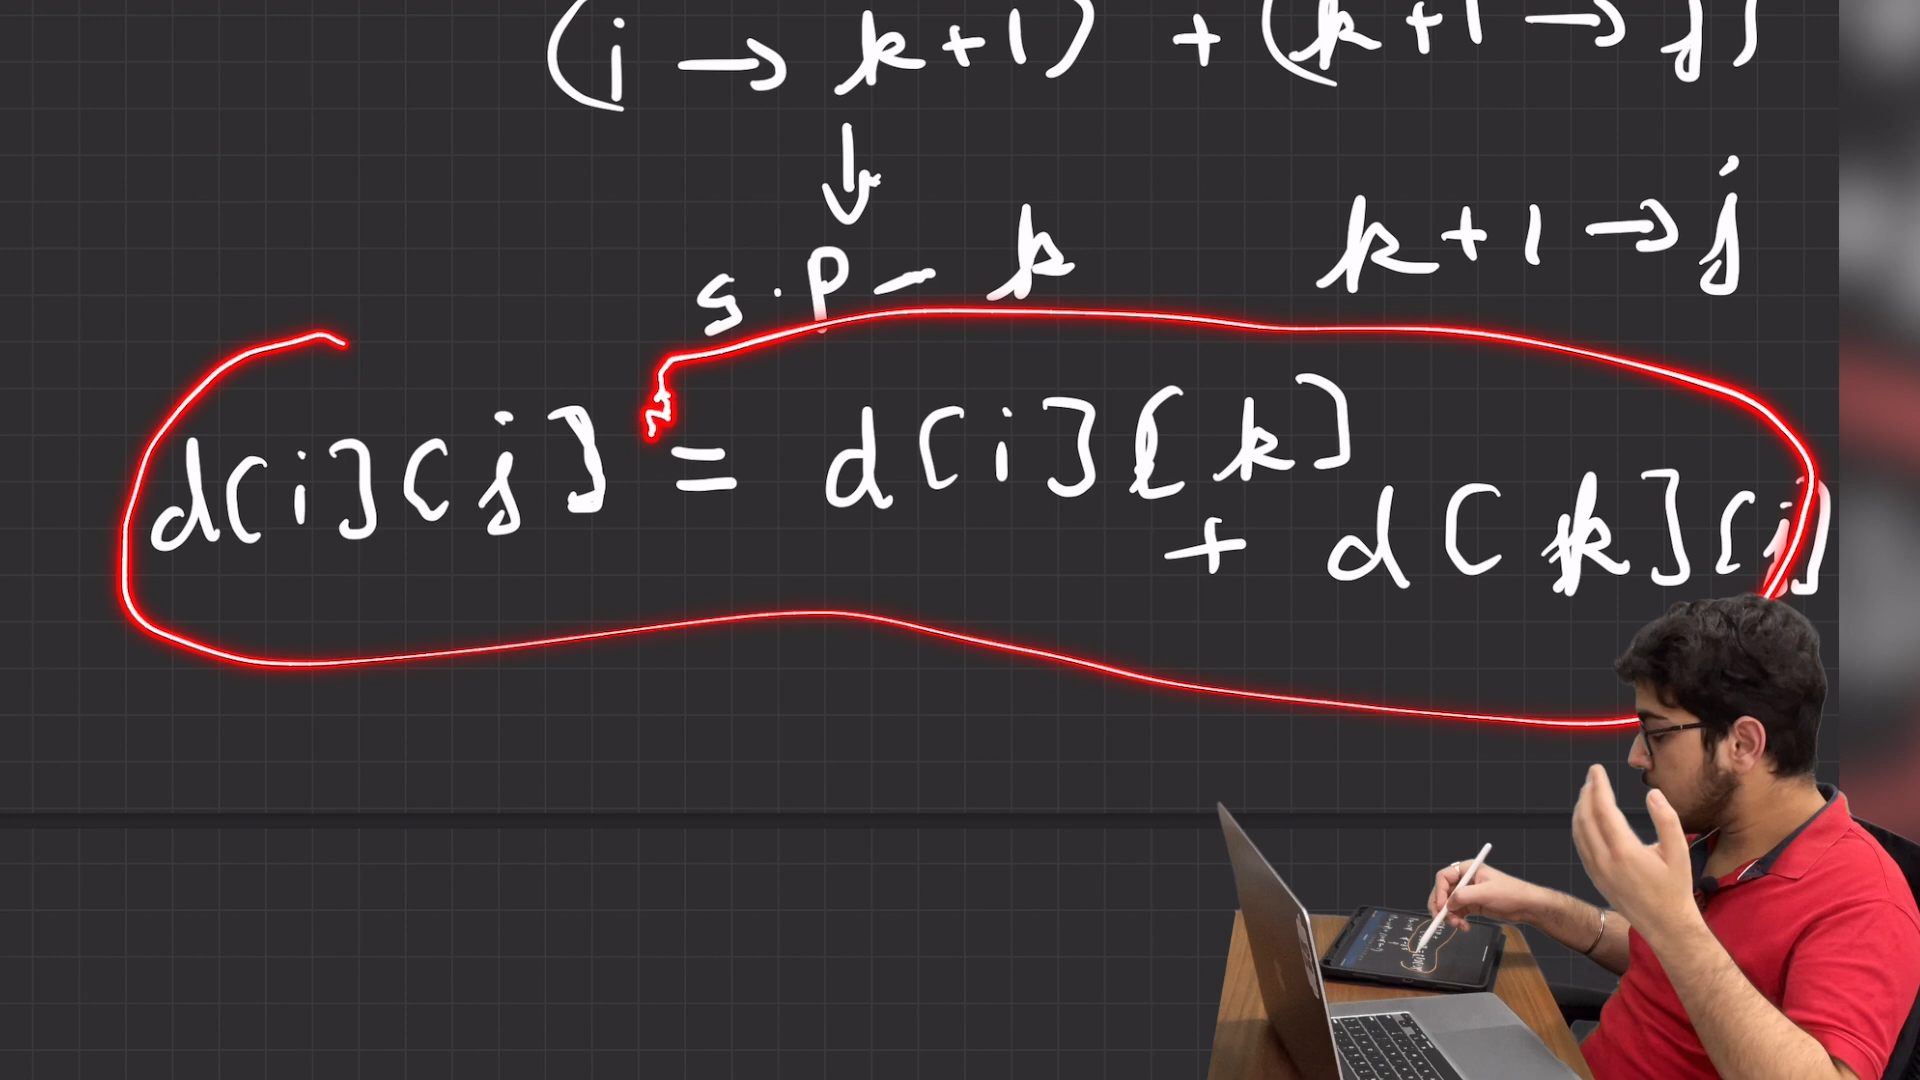 (i → k+1) + (k+1 → j)
↓
S.P – k    k+1 → j
d[i][j] = d[i][k]
+ d[k][j]